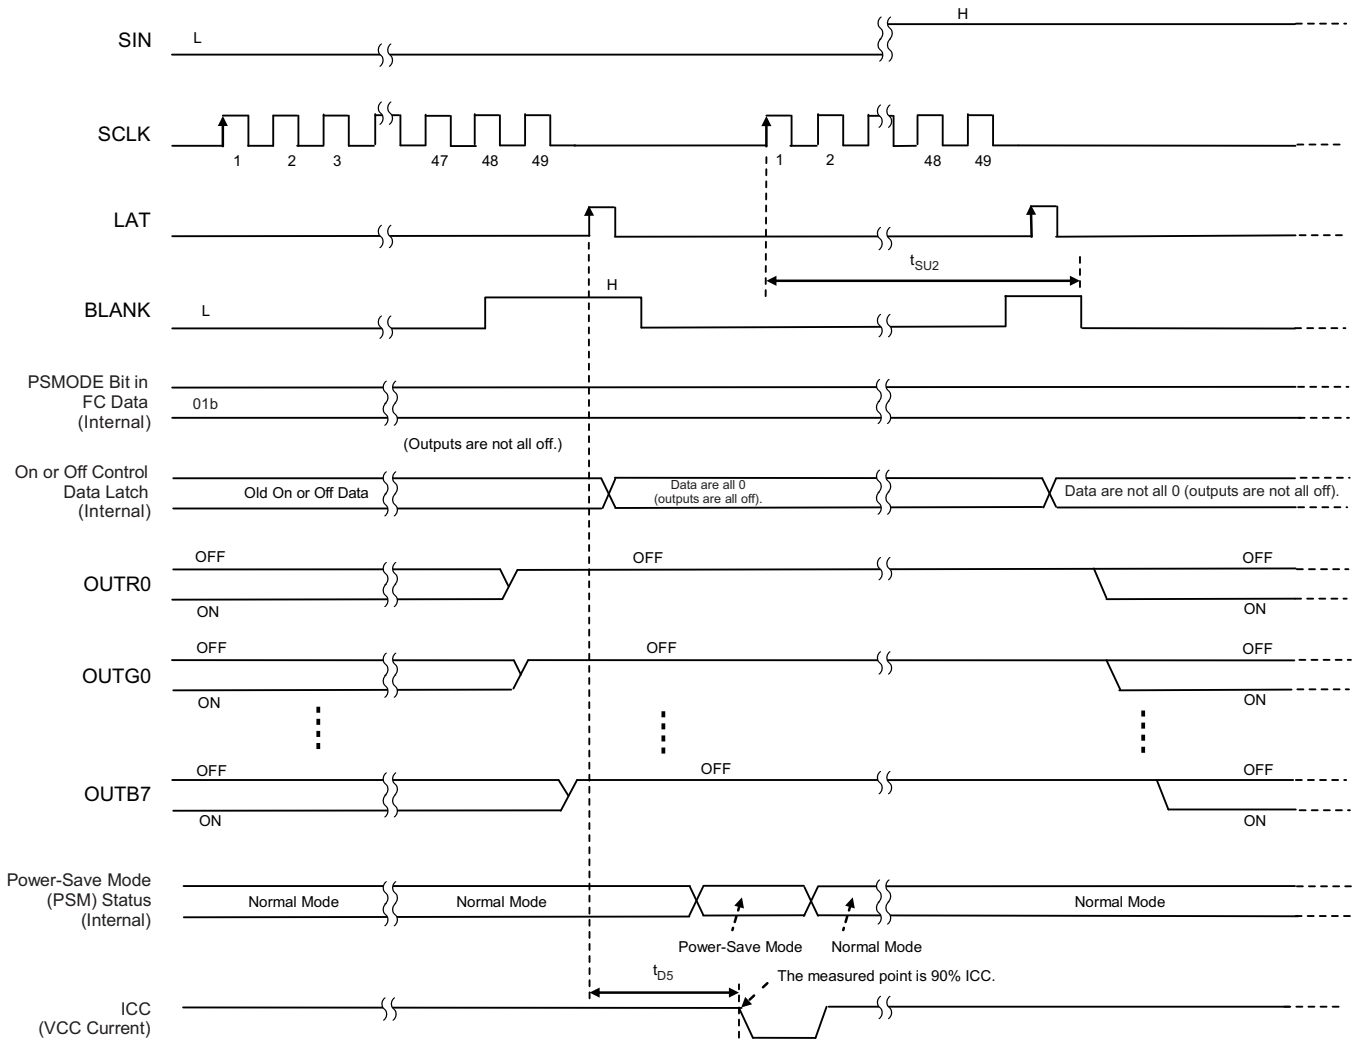 SIN
L
H
SCLK
1 2 3 47 48 49 1 2 48 49
LAT
tSU2
BLANK
L
H
PSMODE Bit in
FC Data
(Internal)
01b
(Outputs are not all off.)
On or Off Control
Data Latch
(Internal)
Old On or Off Data
Data are all 0
(outputs are all off).
Data are not all 0 (outputs are not all off).
OUTR0
OFF
ON
OFF
OFF
ON
OUTG0
OFF
ON
OFF
OFF
ON
OUTB7
OFF
ON
OFF
OFF
ON
Power-Save Mode
(PSM) Status
(Internal)
Normal Mode
Normal Mode
Normal Mode
Power-Save Mode
Normal Mode
tD5
The measured point is 90% ICC.
ICC
(VCC Current)